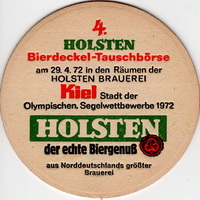 4.
HOLSTEN
Bierdeckel-Tauschbörse
am 29.4.72 in den Räumen der
HOLSTEN BRAUEREI
Kiel Stadt der
Olympischen. Segelwettbewerbe 1972
HOLSTEN
der echte Biergenuß
aus Norddeutschlands größter
Brauerei